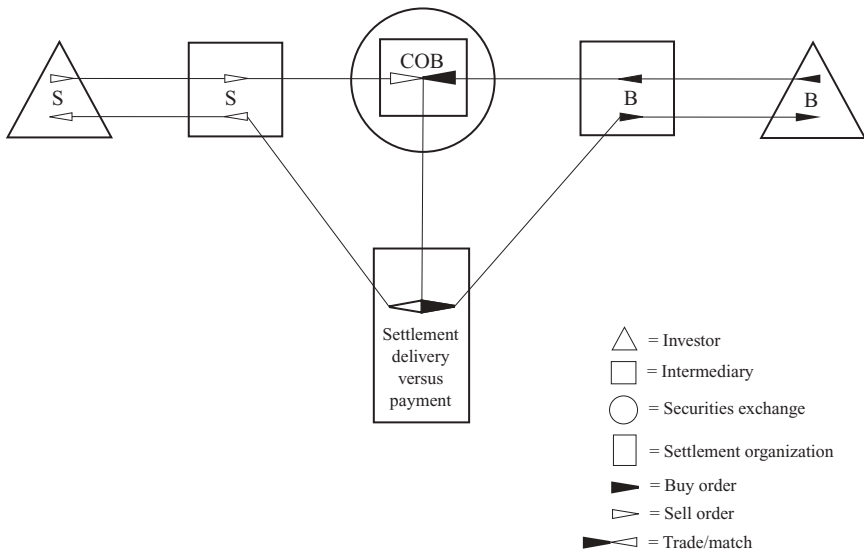 COB
S
S
B
B
Settlement
delivery
versus
payment
= Investor
= Intermediary
= Securities exchange
= Settlement organization
= Buy order
= Sell order
= Trade/match